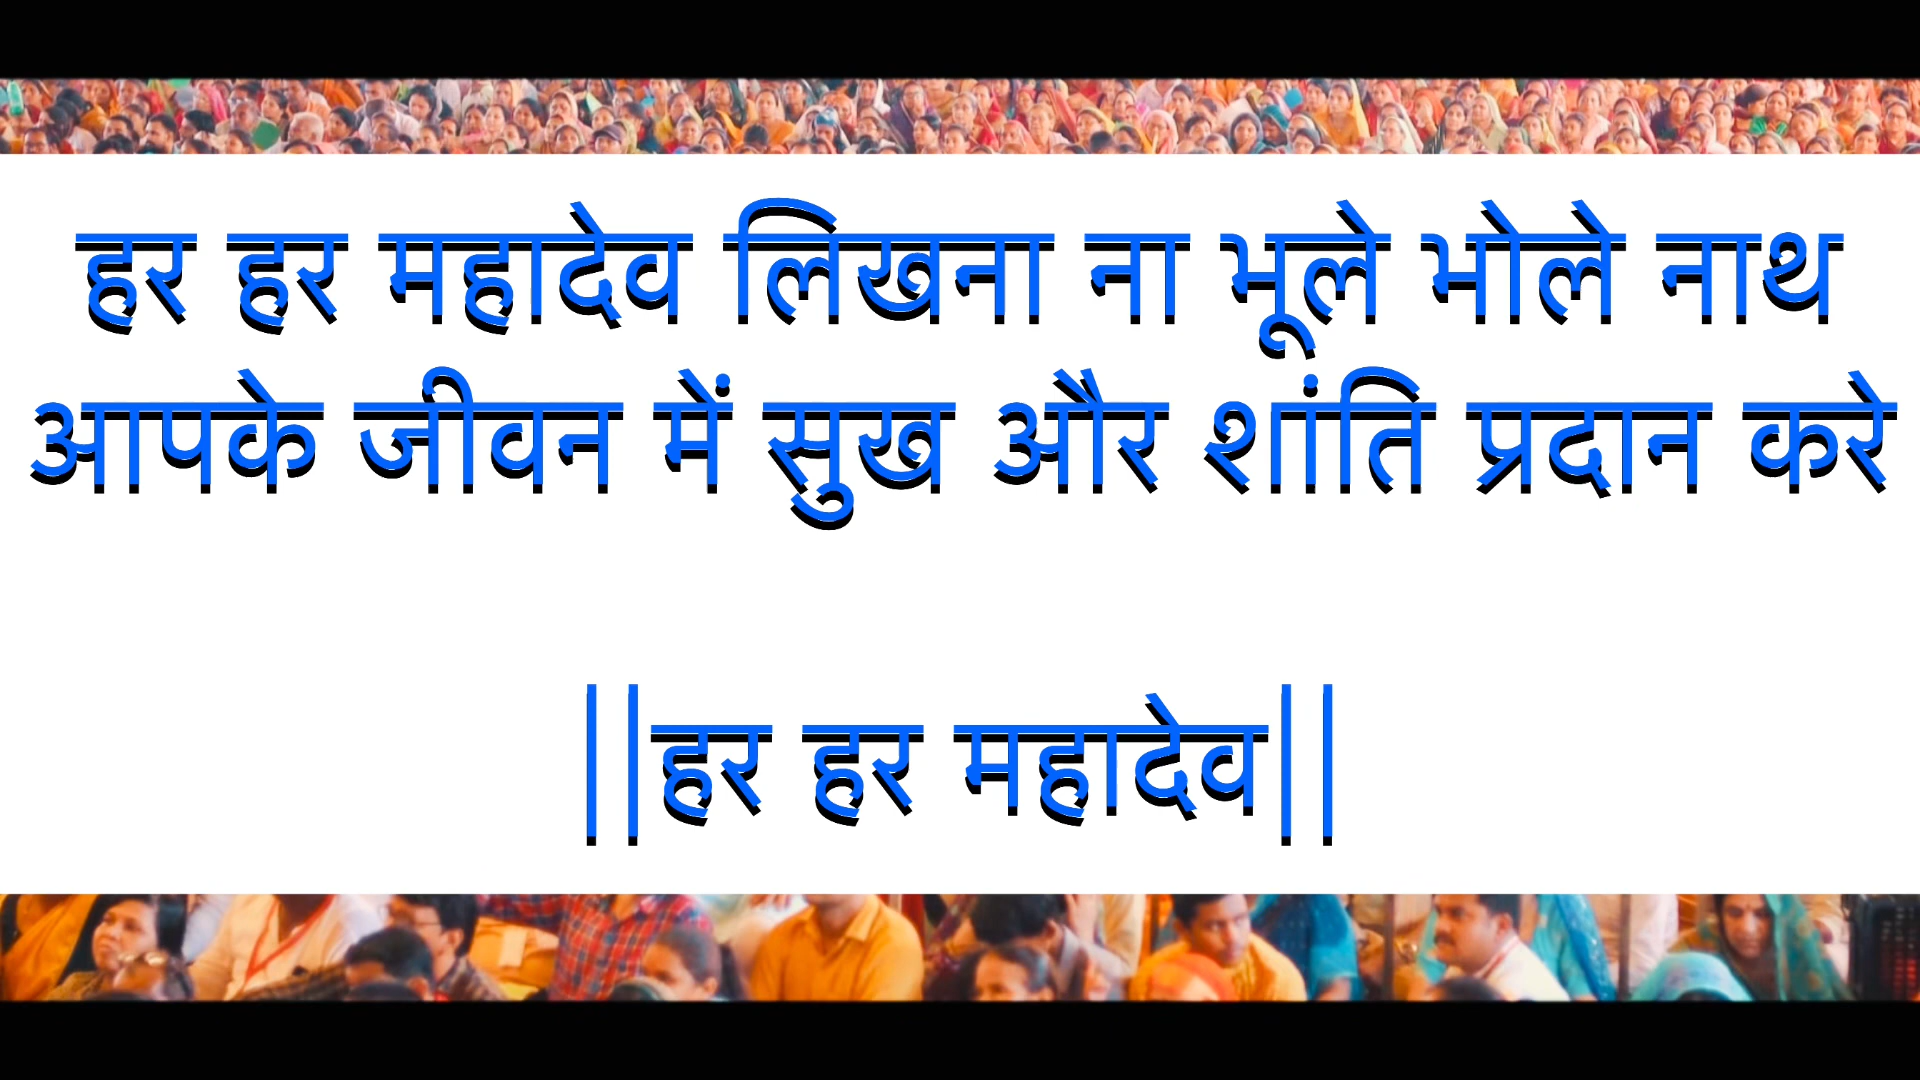 हर हर महादेव लिखना ना भूले भोले नाथ
आपके जीवन में सुख और शांति प्रदान करे
||हर हर महादेव||